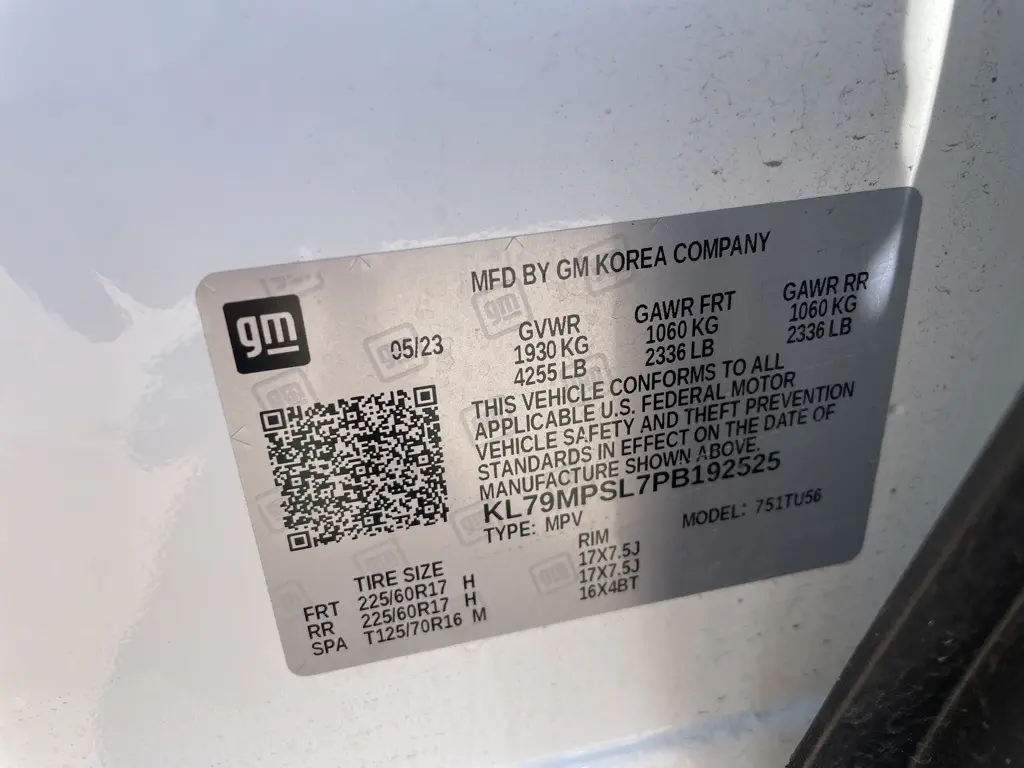 MFD BY GM KOREA COMPANY
gm
05/23
GVWR GAWR FRT GAWR RR
1930 KG 1060 KG 1060 KG
4255 LB 2336 LB 2336 LB
THIS VEHICLE CONFORMS TO ALL
APPLICABLE U.S. FEDERAL MOTOR
VEHICLE SAFETY AND THEFT PREVENTION
STANDARDS IN EFFECT ON THE DATE OF
MANUFACTURE SHOWN ABOVE.
KL79MPSL7PB192525
TYPE: MPV MODEL: 751TU56
TIRE SIZE RIM
FRT 225/60R17 H 17X7.5J
RR 225/60R17 H 17X7.5J
SPA T125/70R16 M 16X4BT